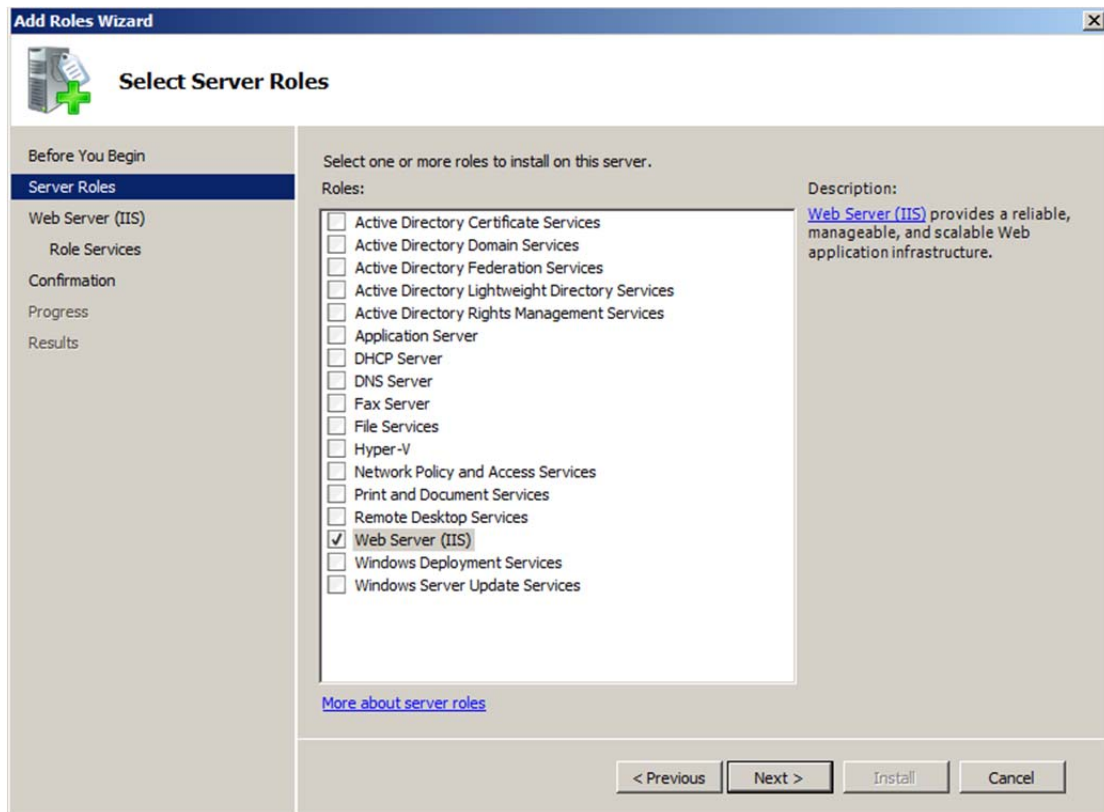 Add Roles Wizard
Select Server Roles
Before You Begin
Server Roles
Web Server (IIS)
Role Services
Confirmation
Progress
Results
Select one or more roles to install on this server.
Roles:
Active Directory Certificate Services
Active Directory Domain Services
Active Directory Federation Services
Active Directory Lightweight Directory Services
Active Directory Rights Management Services
Application Server
DHCP Server
DNS Server
Fax Server
File Services
Hyper-V
Network Policy and Access Services
Print and Document Services
Remote Desktop Services
Web Server (IIS)
Windows Deployment Services
Windows Server Update Services
More about server roles
Description:
Web Server (IIS) provides a reliable,
manageable, and scalable Web
application infrastructure.
< Previous
Next >
Install
Cancel